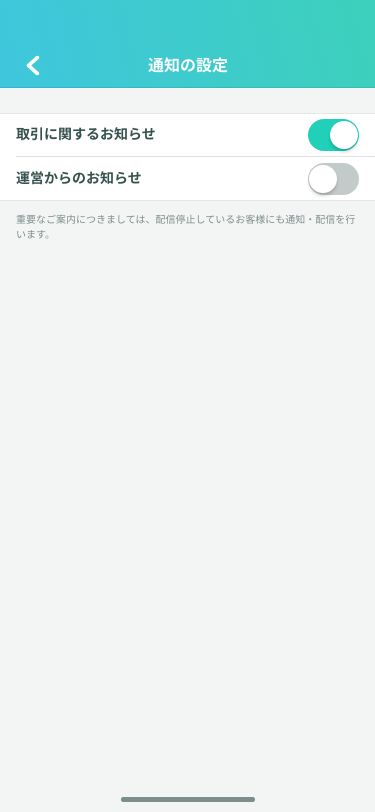 通知の設定
取引に関するお知らせ
運営からのお知らせ
重要なご案内につきましては、配信停止しているお客様にも通知・配信を行
います。